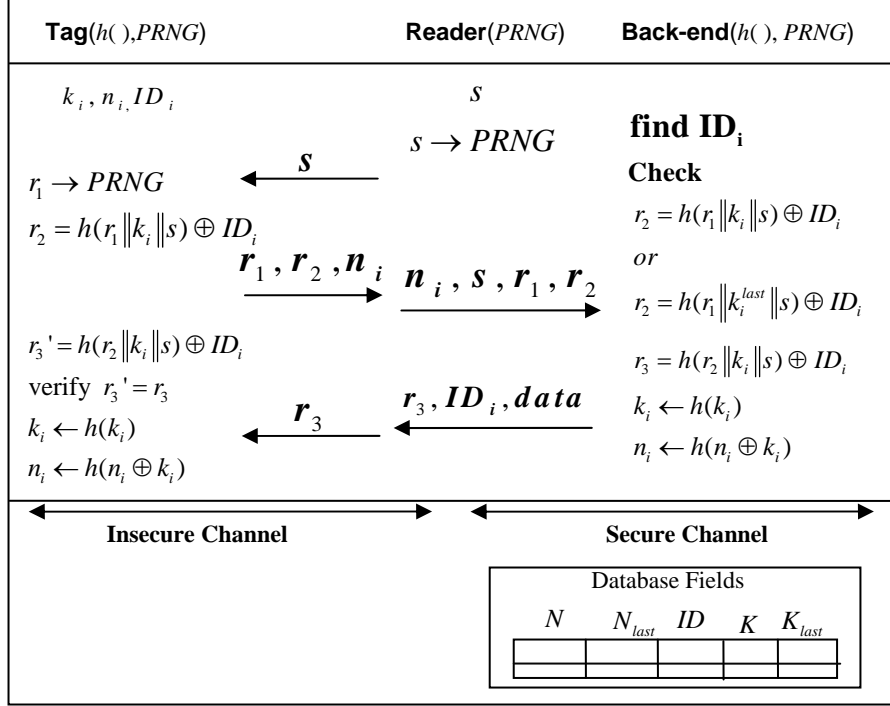 Tag(h( ),PRNG)
Reader(PRNG)
Back-end(h( ), PRNG)
k_i , n_i, ID_i
s
s → PRNG
find ID_i
Check
s
r_1 → PRNG
r_2 = h(r_1‖k_i‖s) ⊕ ID_i
r_2 = h(r_1‖k_i‖s) ⊕ ID_i
or
r_2 = h(r_1‖k_i^last‖s) ⊕ ID_i
r_1 , r_2 , n_i
n_i , s , r_1 , r_2
r_3 ' = h(r_2‖k_i‖s) ⊕ ID_i
verify r_3 ' = r_3
k_i ← h(k_i)
n_i ← h(n_i ⊕ k_i)
r_3
r_3 , ID_i , data
r_3 = h(r_2‖k_i‖s) ⊕ ID_i
k_i ← h(k_i)
n_i ← h(n_i ⊕ k_i)
Insecure Channel
Secure Channel
Database Fields
N N_last ID K K_last